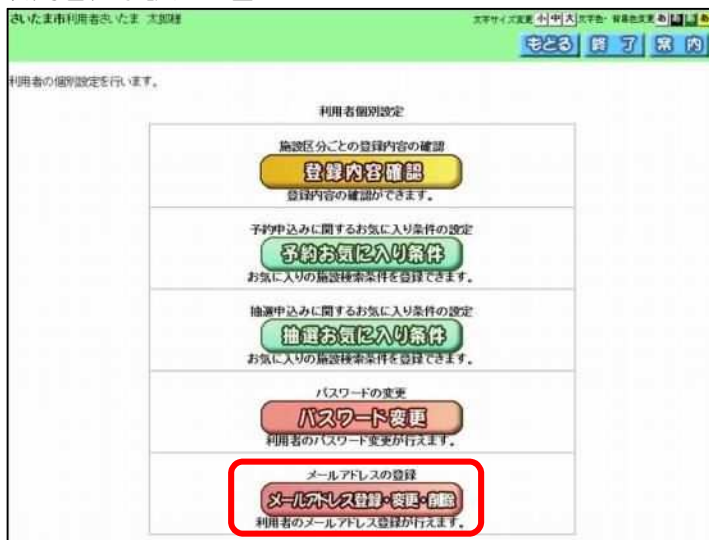 さいたま市利用者さいたま 太郎様
文字サイズ変更 小 中 大 文字色・背景色変更 あ
もどる 終了 案内
利用者の個別設定を行います。
利用者個別設定
施設区分ごとの登録内容の確認
登録内容確認
登録内容の確認ができます。
予約申込みに関するお気に入り条件の設定
予約お気に入り条件
お気に入りの施設検索条件を登録できます。
抽選申込みに関するお気に入り条件の設定
抽選お気に入り条件
お気に入りの施設検索条件を登録できます。
パスワードの変更
パスワード変更
利用者のパスワード変更が行えます。
メールアドレスの登録
メールアドレス登録・変更・削除
利用者のメールアドレス登録が行えます。